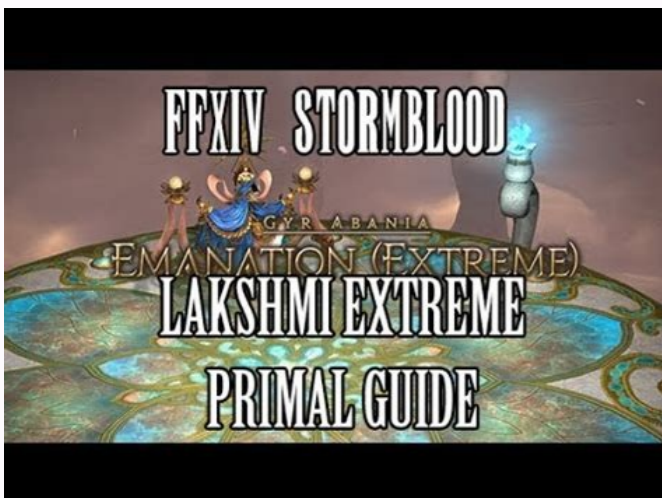 FFXIV STORMBLOOD
GYR ABANIA
EMANATION (EXTREME)
LAKSHMI EXTREME
PRIMAL GUIDE